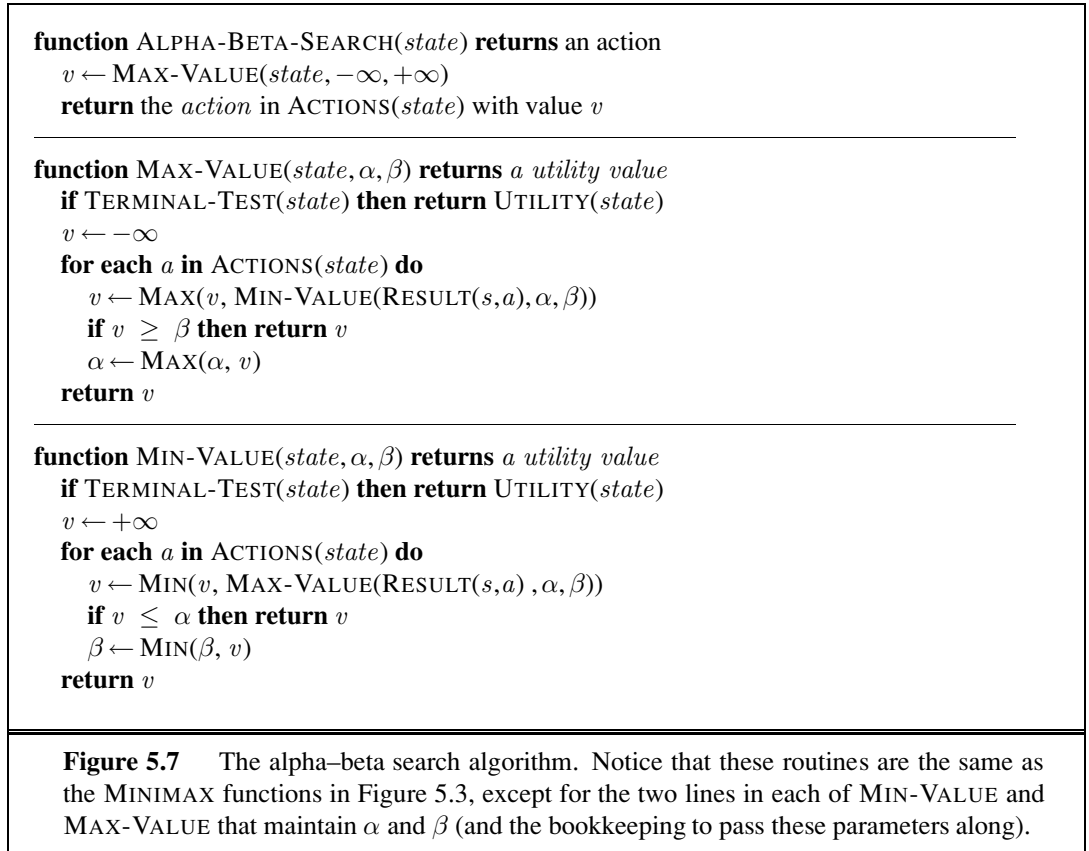 function ALPHA-BETA-SEARCH(state) returns an action
v ← MAX-VALUE(state, −∞, +∞)
return the action in ACTIONS(state) with value v
function MAX-VALUE(state, α, β) returns a utility value
if TERMINAL-TEST(state) then return UTILITY(state)
v ← −∞
for each a in ACTIONS(state) do
v ← MAX(v, MIN-VALUE(RESULT(s,a), α, β))
if v ≥ β then return v
α ← MAX(α, v)
return v
function MIN-VALUE(state, α, β) returns a utility value
if TERMINAL-TEST(state) then return UTILITY(state)
v ← +∞
for each a in ACTIONS(state) do
v ← MIN(v, MAX-VALUE(RESULT(s,a) , α, β))
if v ≤ α then return v
β ← MIN(β, v)
return v
Figure 5.7 The alpha–beta search algorithm. Notice that these routines are the same as
the MINIMAX functions in Figure 5.3, except for the two lines in each of MIN-VALUE and
MAX-VALUE that maintain α and β (and the bookkeeping to pass these parameters along).